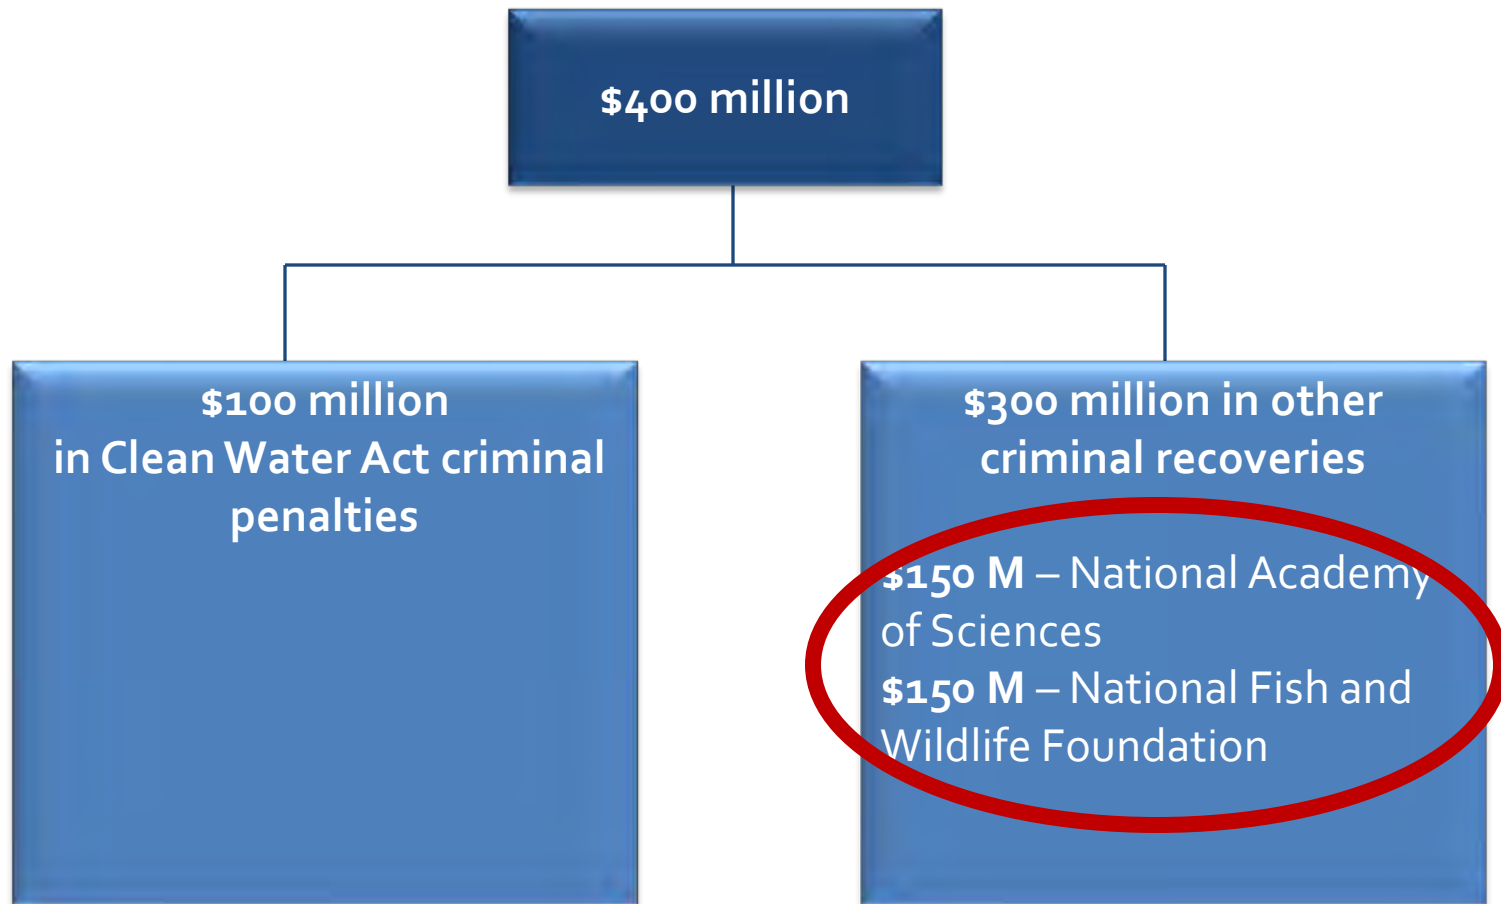 $400 million
$100 million
in Clean Water Act criminal
penalties
$300 million in other
criminal recoveries
$150 M – National Academy
of Sciences
$150 M – National Fish and
Wildlife Foundation